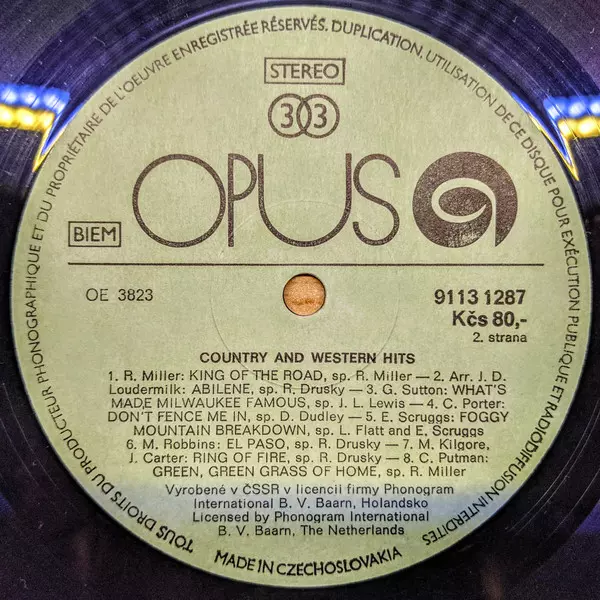 TOUS DROITS DU PRODUCTEUR PHONOGRAPHIQUE ET DU PROPRIÉTAIRE DE L'OEUVRE ENREGISTRÉE RÉSERVÉS. DUPLICATION, UTILISATION DE CE DISQUE POUR EXÉCUTION PUBLIQUE ET RADIODIFFUSION INTERDITES
STEREO
33
OPUS
BIEM
OE 3823
9113 1287
Kčs 80,-
2. strana
COUNTRY AND WESTERN HITS
1. R. Miller: KING OF THE ROAD, sp. R. Miller — 2. Arr. J. D.
Loudermilk: ABILENE, sp. R. Drusky — 3. G. Sutton: WHAT'S
MADE MILWAUKEE FAMOUS, sp. J. L. Lewis — 4. C. Porter:
DON'T FENCE ME IN, sp. D. Dudley — 5. E. Scruggs: FOGGY
MOUNTAIN BREAKDOWN, sp. L. Flatt and E. Scruggs
6. M. Robbins: EL PASO, sp. R. Drusky — 7. M. Kilgore,
J. Carter: RING OF FIRE, sp. R. Drusky — 8. C. Putman:
GREEN, GREEN GRASS OF HOME, sp. R. Miller
Vyrobené v ČSSR v licencii firmy Phonogram
International B. V. Baarn, Holandsko
Licensed by Phonogram International
B. V. Baarn, The Netherlands
MADE IN CZECHOSLOVAKIA